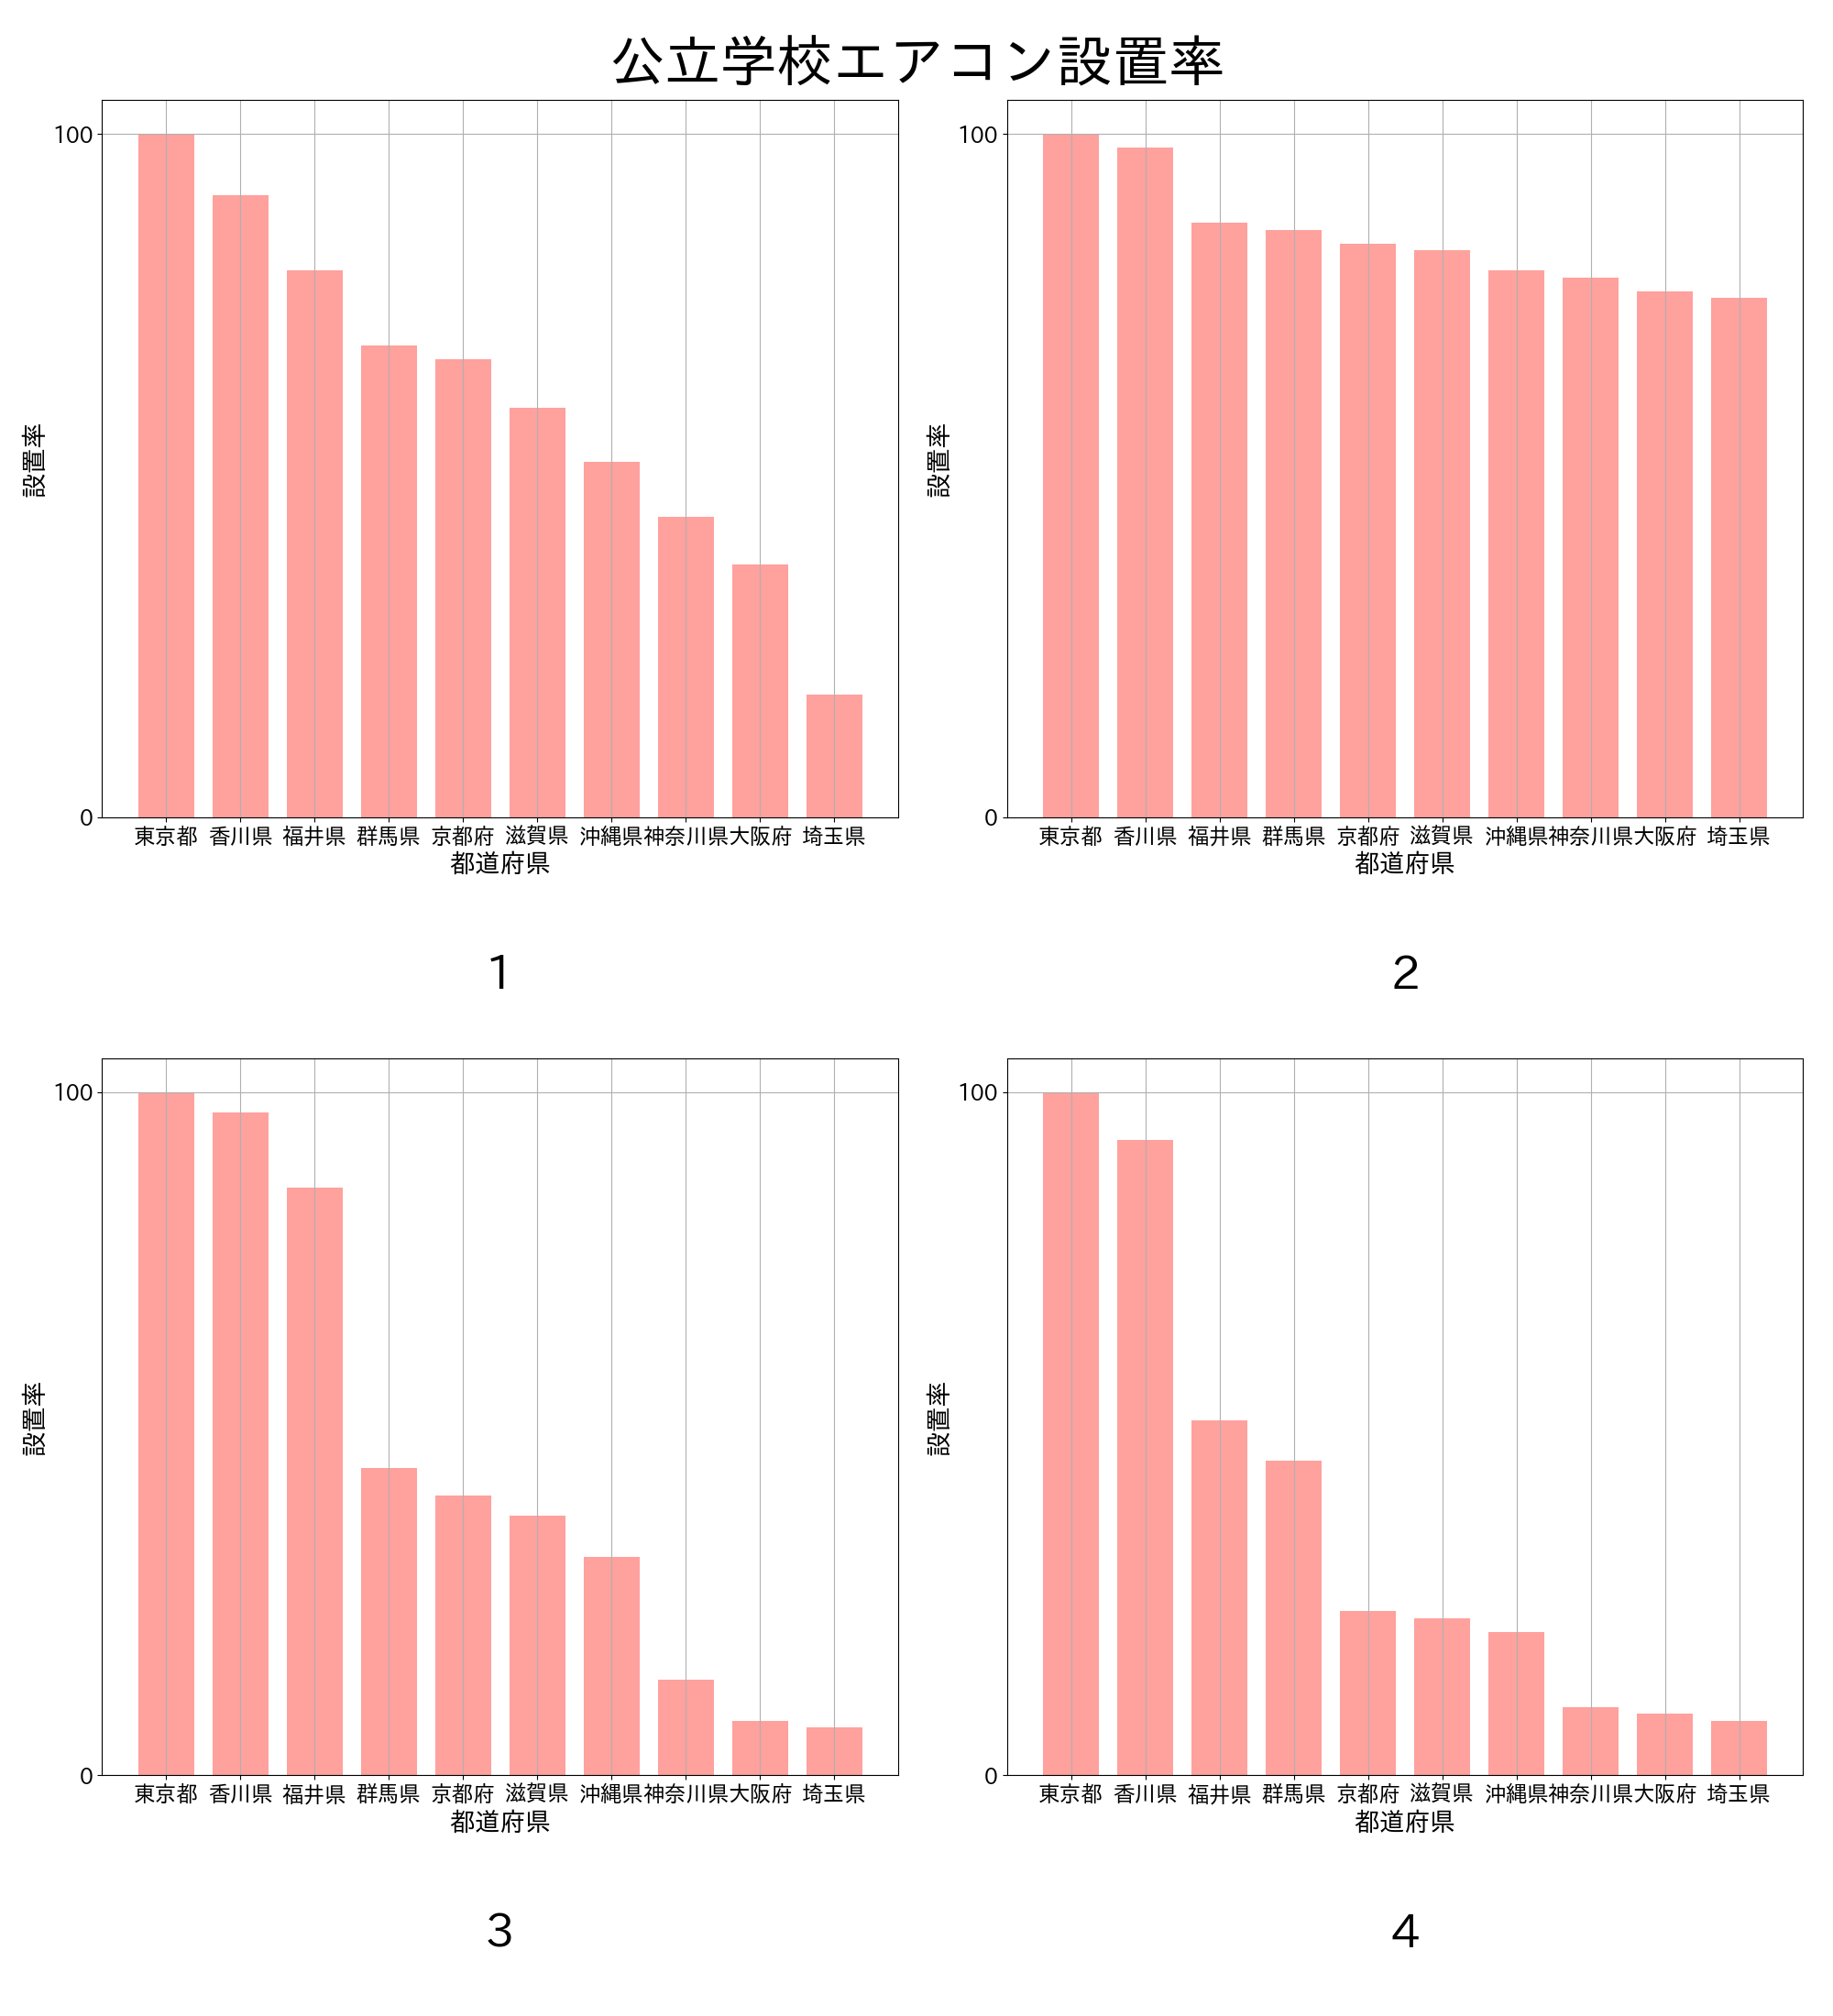 公立学校エアコン設置率
100
0
設置率
東京都 香川県 福井県 群馬県 京都府 滋賀県 沖縄県 神奈川県 大阪府 埼玉県
都道府県
1
100
0
設置率
東京都 香川県 福井県 群馬県 京都府 滋賀県 沖縄県 神奈川県 大阪府 埼玉県
都道府県
2
100
0
設置率
東京都 香川県 福井県 群馬県 京都府 滋賀県 沖縄県 神奈川県 大阪府 埼玉県
都道府県
3
100
0
設置率
東京都 香川県 福井県 群馬県 京都府 滋賀県 沖縄県 神奈川県 大阪府 埼玉県
都道府県
4